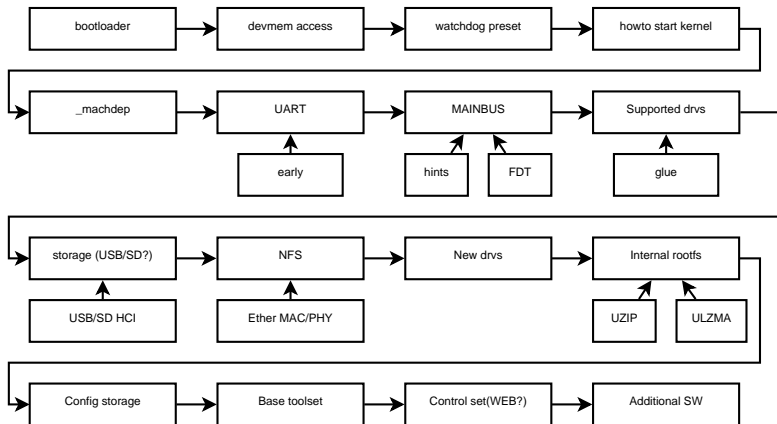 bootloader
devmem access
watchdog preset
howto start kernel
_machdep
UART
MAINBUS
Supported drvs
early
hints
FDT
glue
storage (USB/SD?)
NFS
New drvs
Internal rootfs
USB/SD HCI
Ether MAC/PHY
UZIP
ULZMA
Config storage
Base toolset
Control set(WEB?)
Additional SW